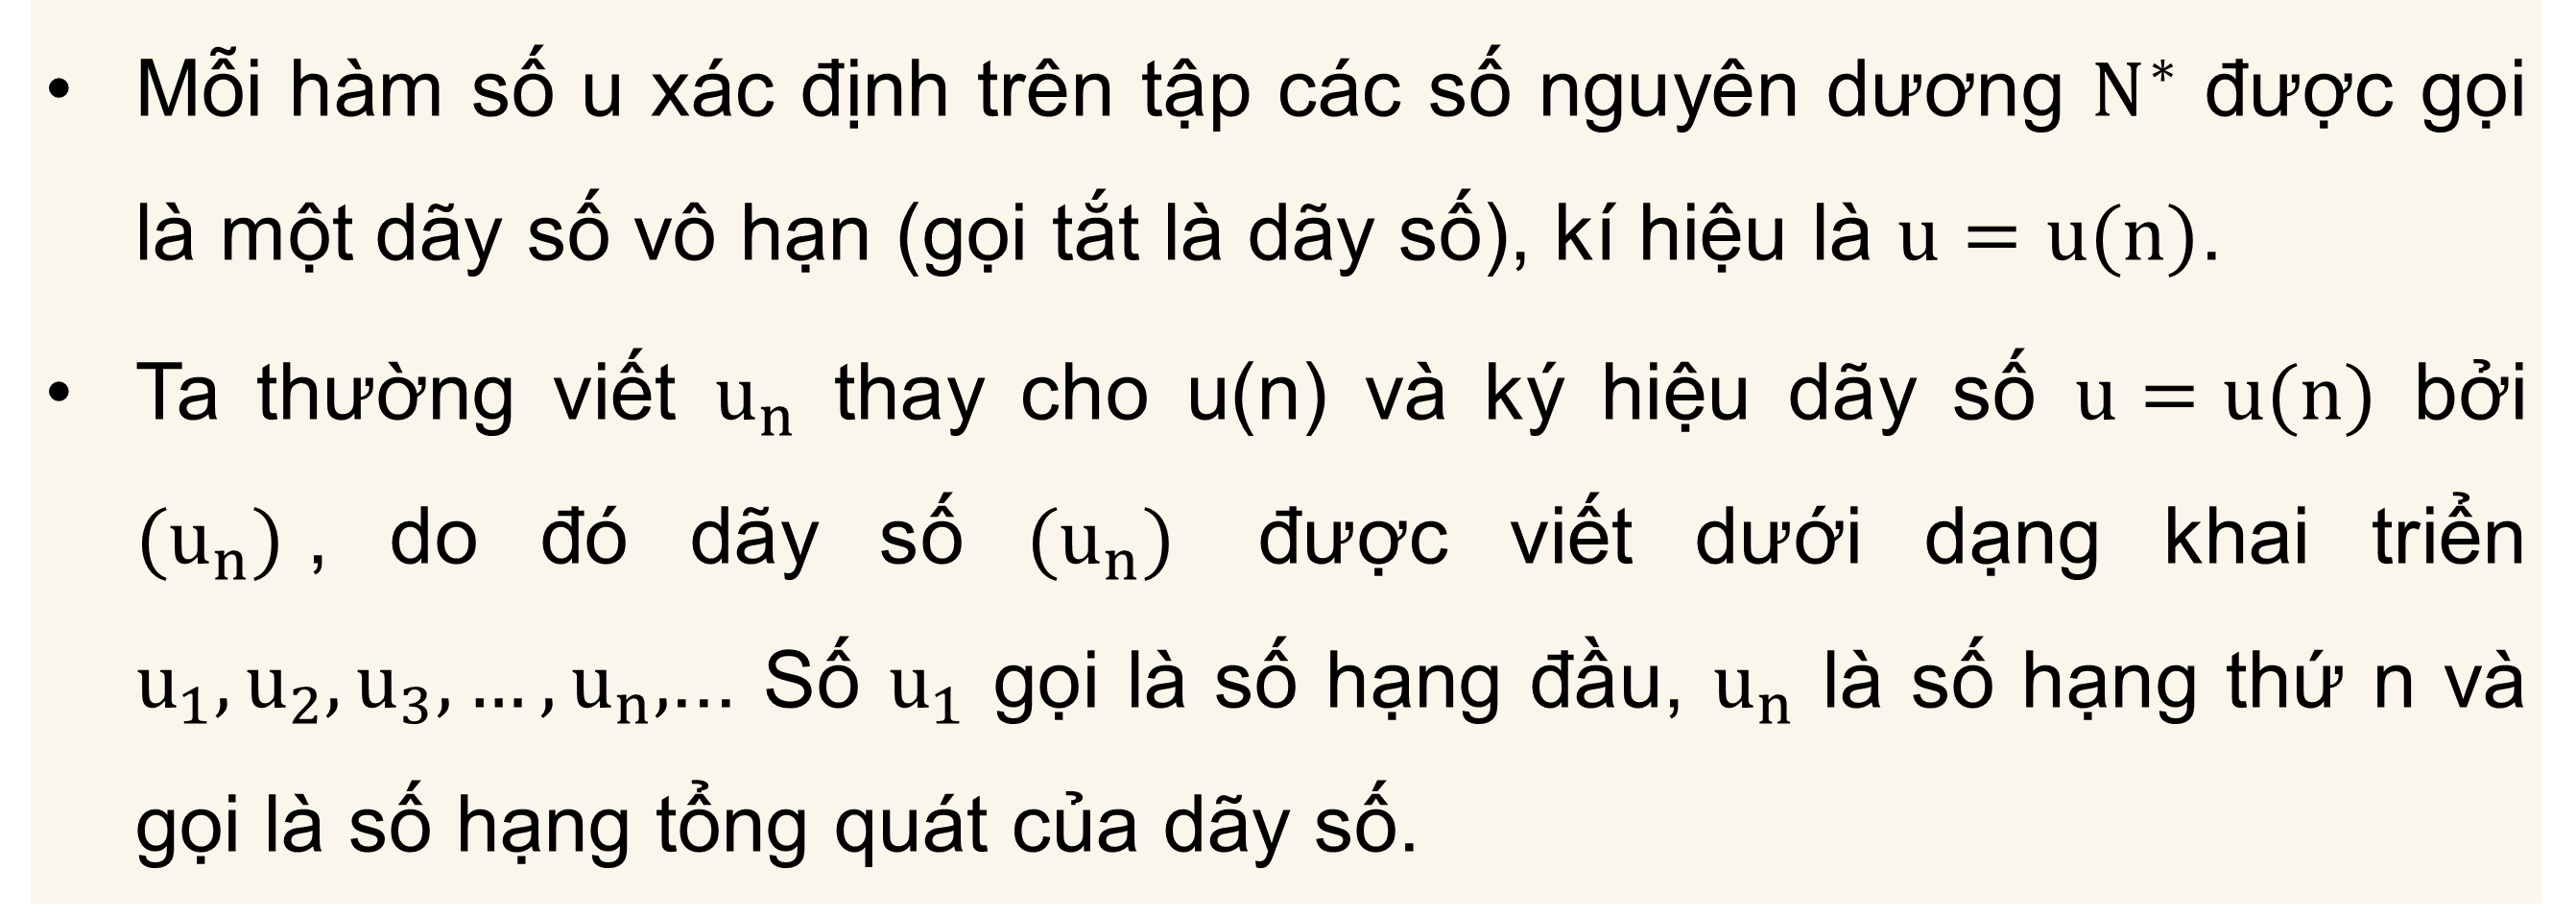 • Mỗi hàm số u xác định trên tập các số nguyên dương N* được gọi
là một dãy số vô hạn (gọi tắt là dãy số), kí hiệu là u = u(n).
• Ta thường viết uₙ thay cho u(n) và ký hiệu dãy số u = u(n) bởi
(uₙ) , do đó dãy số (uₙ) được viết dưới dạng khai triển
u₁, u₂, u₃, … , uₙ,... Số u₁ gọi là số hạng đầu, uₙ là số hạng thứ n và
gọi là số hạng tổng quát của dãy số.